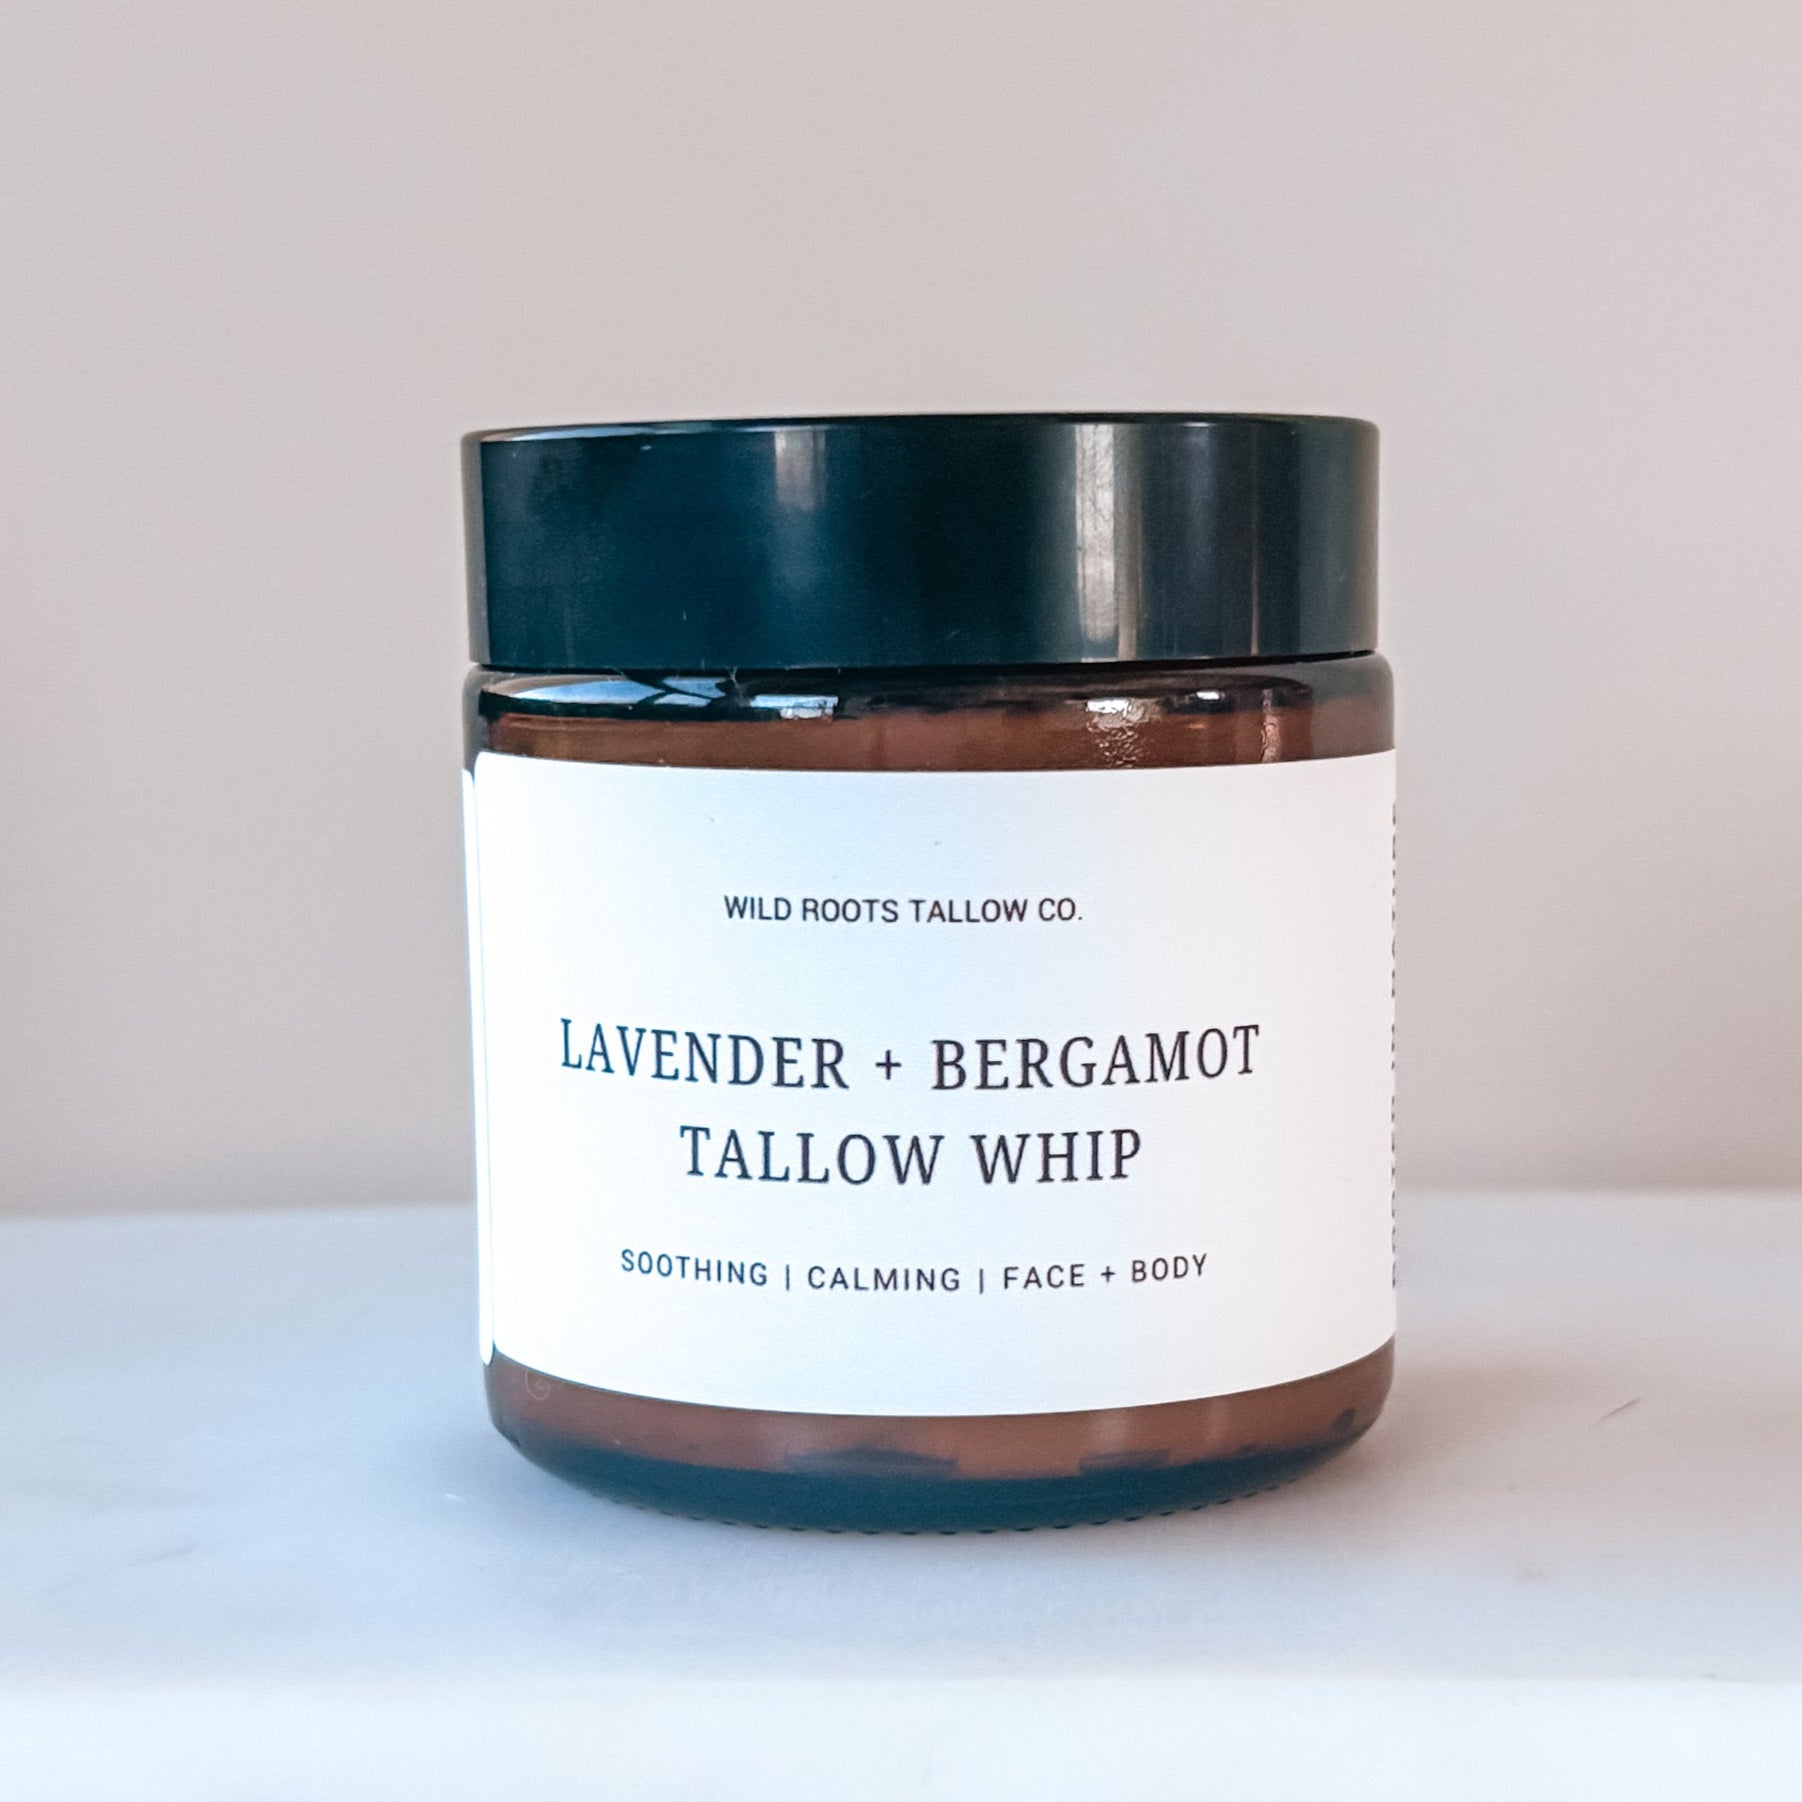 WILD ROOTS TALLOW CO.
LAVENDER + BERGAMOT
TALLOW WHIP
SOOTHING | CALMING | FACE + BODY